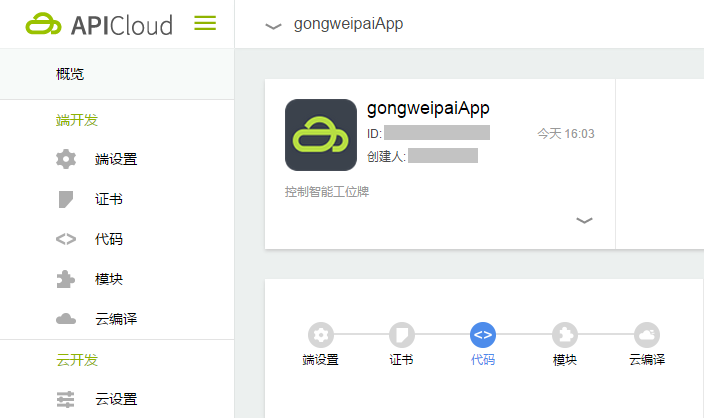 APICloud
gongweipaiApp
概览
端开发
端设置
证书
代码
模块
云编译
云开发
云设置
gongweipaiApp
ID:
今天 16:03
创建人:
控制智能工位牌
端设置
证书
代码
模块
云编译